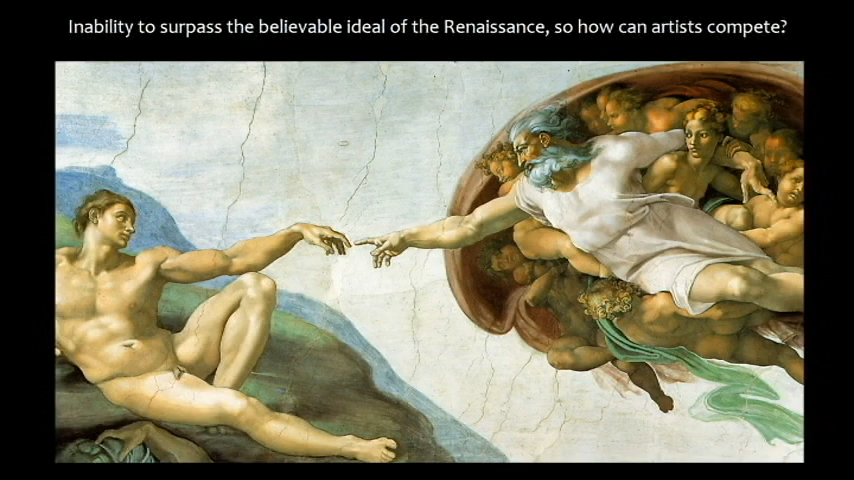 Inability to surpass the believable ideal of the Renaissance, so how can artists compete?